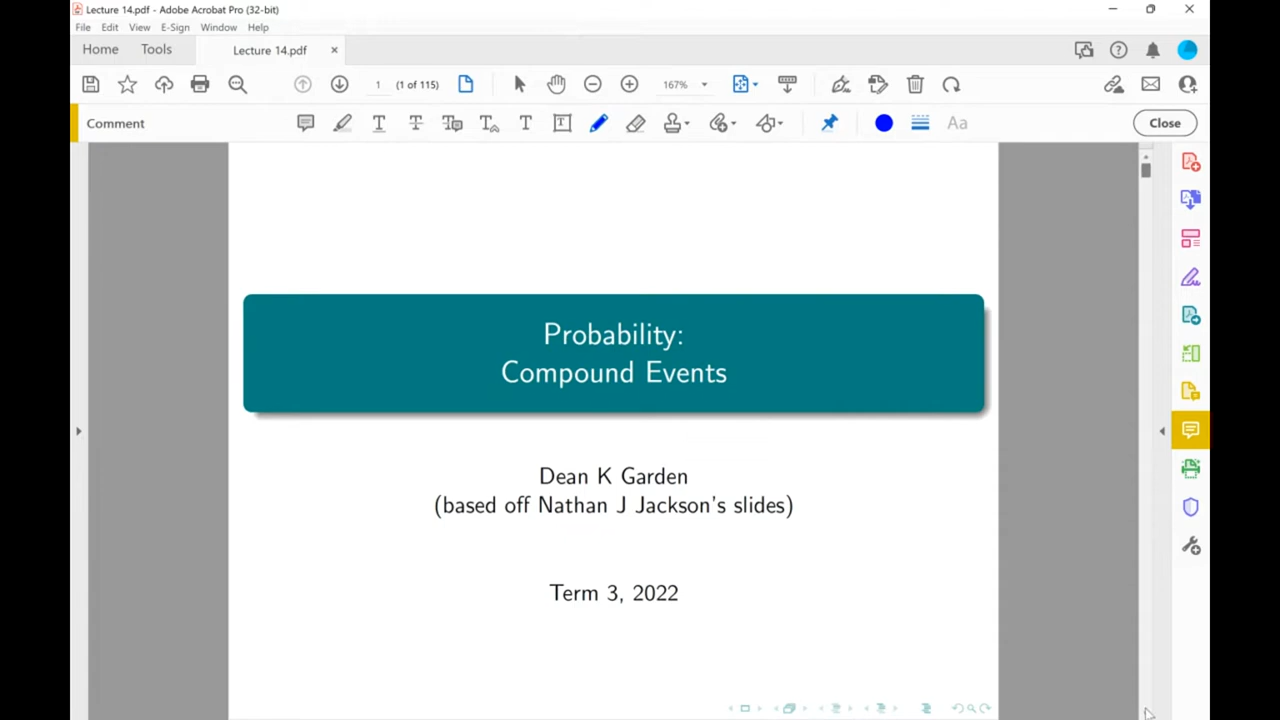 Lecture 14.pdf - Adobe Acrobat Pro (32-bit)
File Edit View E-Sign Window Help
Home Tools Lecture 14.pdf
1 (1 of 115) 167%
Comment Aa Close
Probability:
Compound Events
Dean K Garden
(based off Nathan J Jackson's slides)
Term 3, 2022